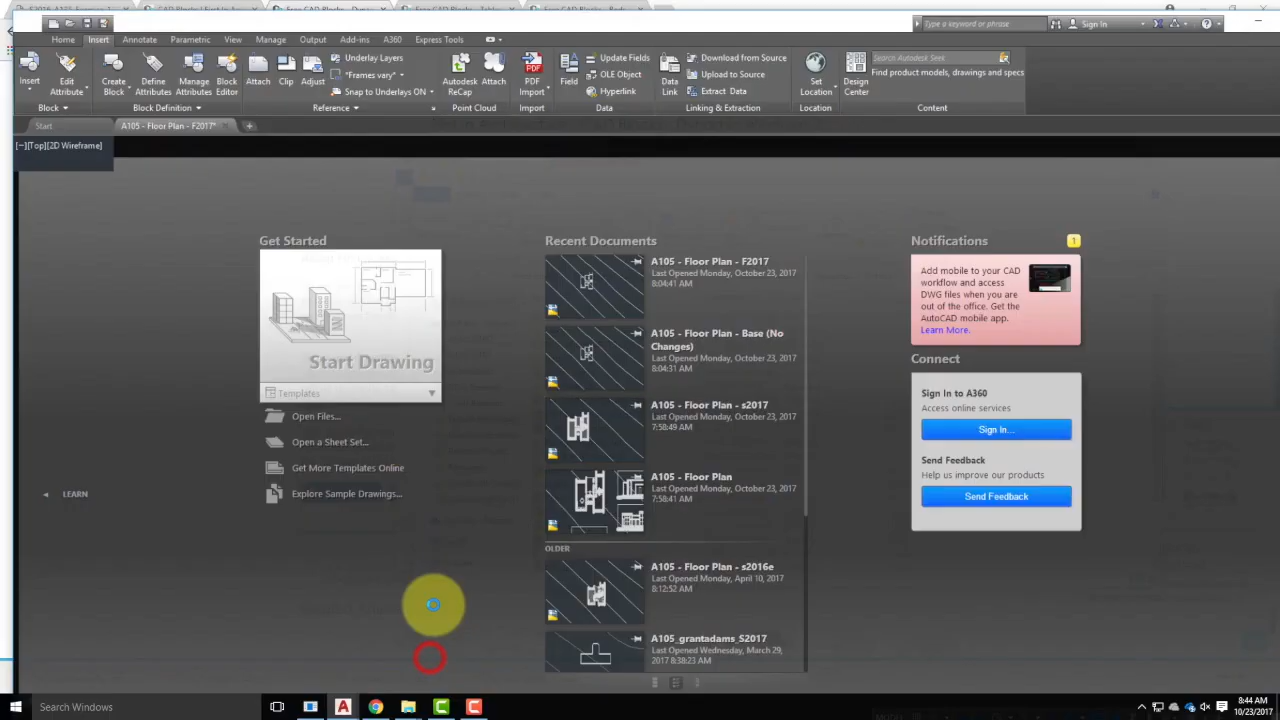 Type a keyword or phrase
Sign In
Home Insert Annotate Parametric View Manage Output Add-ins A360 Express Tools
Insert
Edit Attribute
Create Block
Define Attributes
Manage Attributes
Block Editor
Attach
Clip
Adjust
Underlay Layers
*Frames vary*
Snap to Underlays ON
Autodesk ReCap
Attach
PDF Import
Field
Update Fields
OLE Object
Hyperlink
Data Link
Download from Source
Upload to Source
Extract Data
Set Location
Design Center
Search Autodesk Seek
Find product models, drawings and specs
Block Block Definition Reference Point Cloud Import Data Linking & Extraction Location Content
Start A105 - Floor Plan - F2017*
[−][Top][2D Wireframe]
Get Started
Start Drawing
Templates
Open Files...
Open a Sheet Set...
Get More Templates Online
Explore Sample Drawings...
LEARN
Recent Documents
A105 - Floor Plan - F2017
Last Opened Monday, October 23, 2017
8:04:41 AM
A105 - Floor Plan - Base (No
Changes)
Last Opened Monday, October 23, 2017
8:04:31 AM
A105 - Floor Plan - s2017
Last Opened Monday, October 23, 2017
7:58:49 AM
A105 - Floor Plan
Last Opened Monday, October 23, 2017
7:58:41 AM
OLDER
A105 - Floor Plan - s2016e
Last Opened Monday, April 10, 2017
8:12:52 AM
A105_grantadams_S2017
Last Opened Wednesday, March 29,
2017 8:38:23 AM
Notifications
1
Add mobile to your CAD
workflow and access
DWG files when you are
out of the office. Get the
AutoCAD mobile app.
Learn More.
Connect
Sign In to A360
Access online services
Sign In...
Send Feedback
Help us improve our products
Send Feedback
Search Windows
8:44 AM
10/23/2017